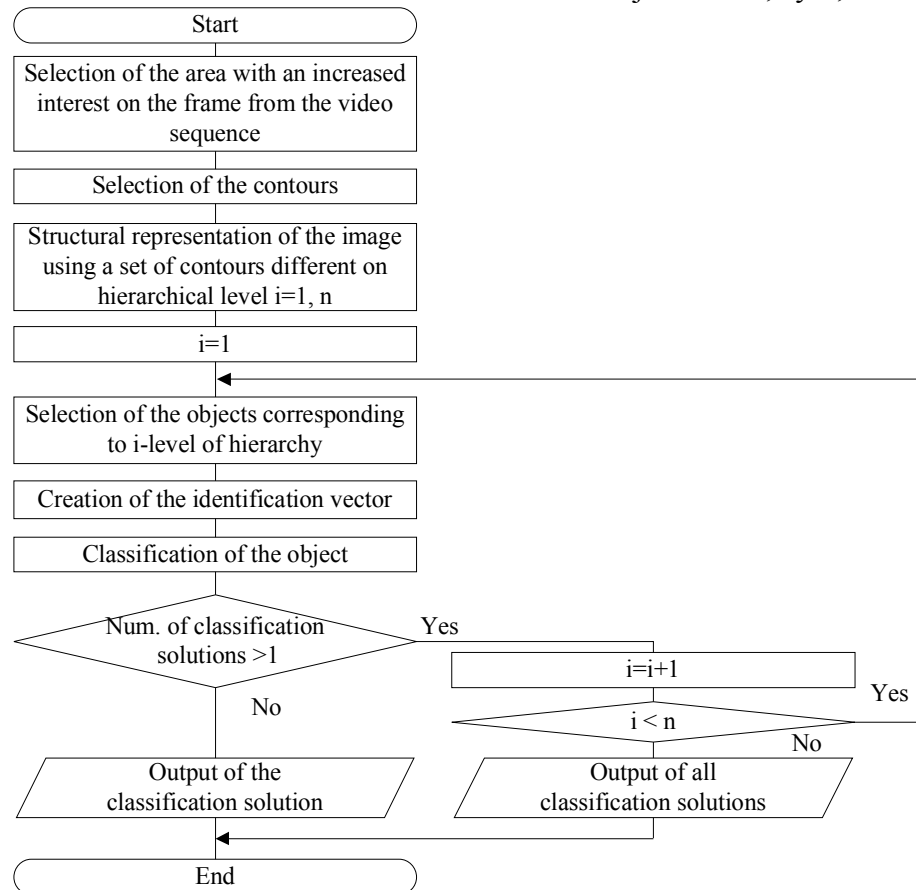 Start
Selection of the area with an increased
interest on the frame from the video
sequence
Selection of the contours
Structural representation of the image
using a set of contours different on
hierarchical level i=1, n
i=1
Selection of the objects corresponding
to i-level of hierarchy
Creation of the identification vector
Classification of the object
Num. of classification
solutions >1
Yes
No
i=i+1
i < n
Yes
No
Output of the
classification solution
Output of all
classification solutions
End